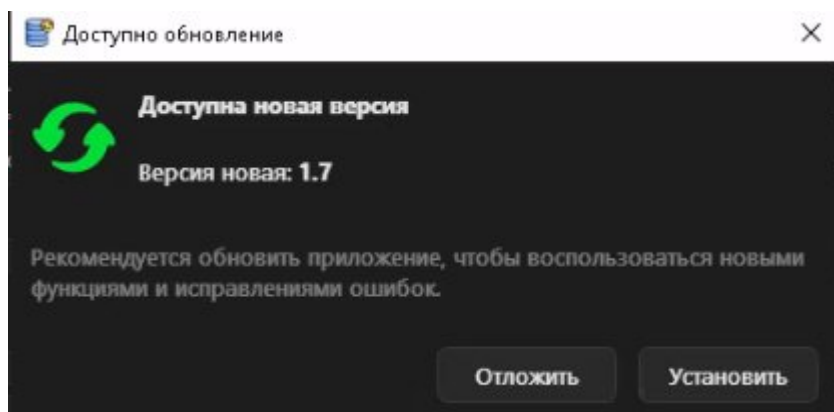 Доступно обновление
Доступна новая версия
Версия новая: 1.7
Рекомендуется обновить приложение, чтобы воспользоваться новыми
функциями и исправлениями ошибок.
Отложить Установить